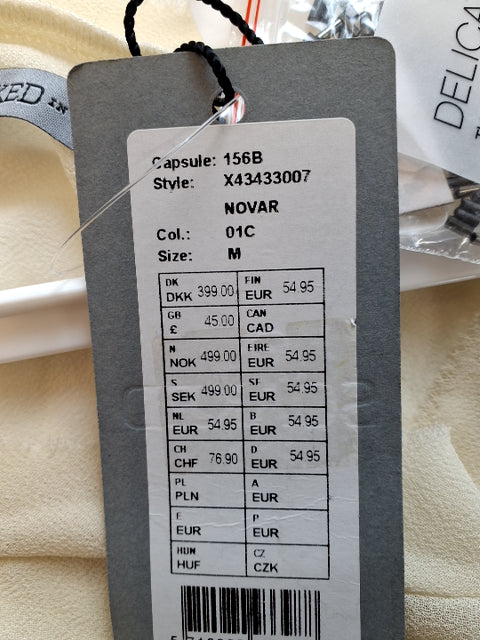 KED IN
DELICA
Capsule: 156B
Style: X43433007
NOVAR
Col.: 01C
Size: M
DK FIN
DKK 399.00 EUR 54.95
GB CAN
£ 45.00 CAD
N EIRE
NOK 499.00 EUR 54.95
S SF
SEK 499.00 EUR 54.95
NL B
EUR 54.95 EUR 54.95
CH D
CHF 76.90 EUR 54.95
PL A
PLN EUR
E P
EUR EUR
HUN CZ
HUF CZK